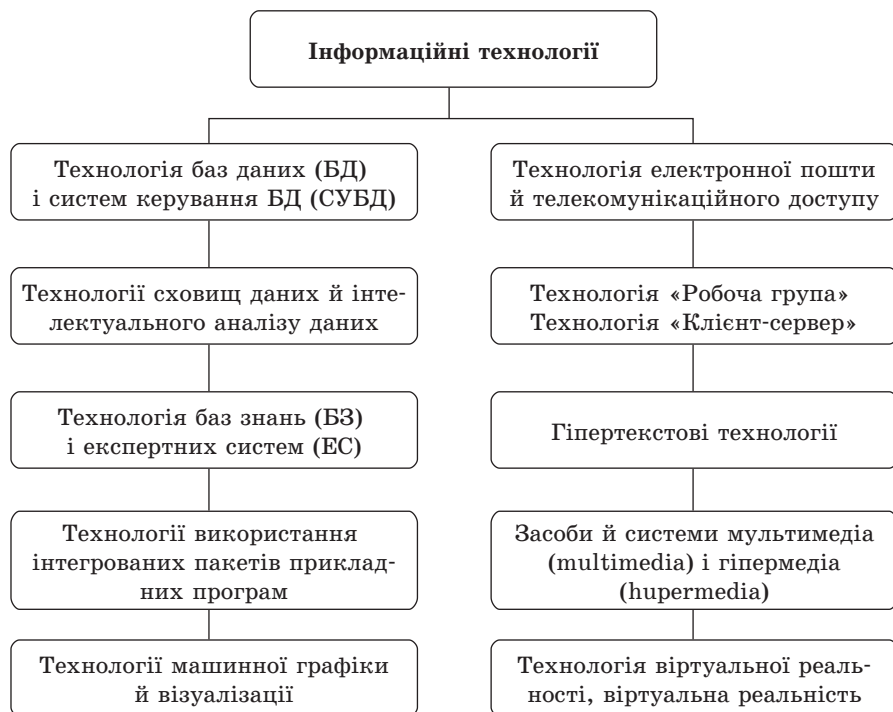 Інформаційні технології
Технологія баз даних (БД)
і систем керування БД (СУБД)
Технології сховищ даних й інте-
лектуального аналізу даних
Технологія баз знань (БЗ)
і експертних систем (ЕС)
Технології використання
інтегрованих пакетів приклад-
них програм
Технології машинної графіки
й візуалізації
Технологія електронної пошти
й телекомунікаційного доступу
Технологія «Робоча група»
Технологія «Клієнт-сервер»
Гіпертекстові технології
Засоби й системи мультимедіа
(multimedia) і гіпермедіа
(hupermedia)
Технологія віртуальної реаль-
ності, віртуальна реальність